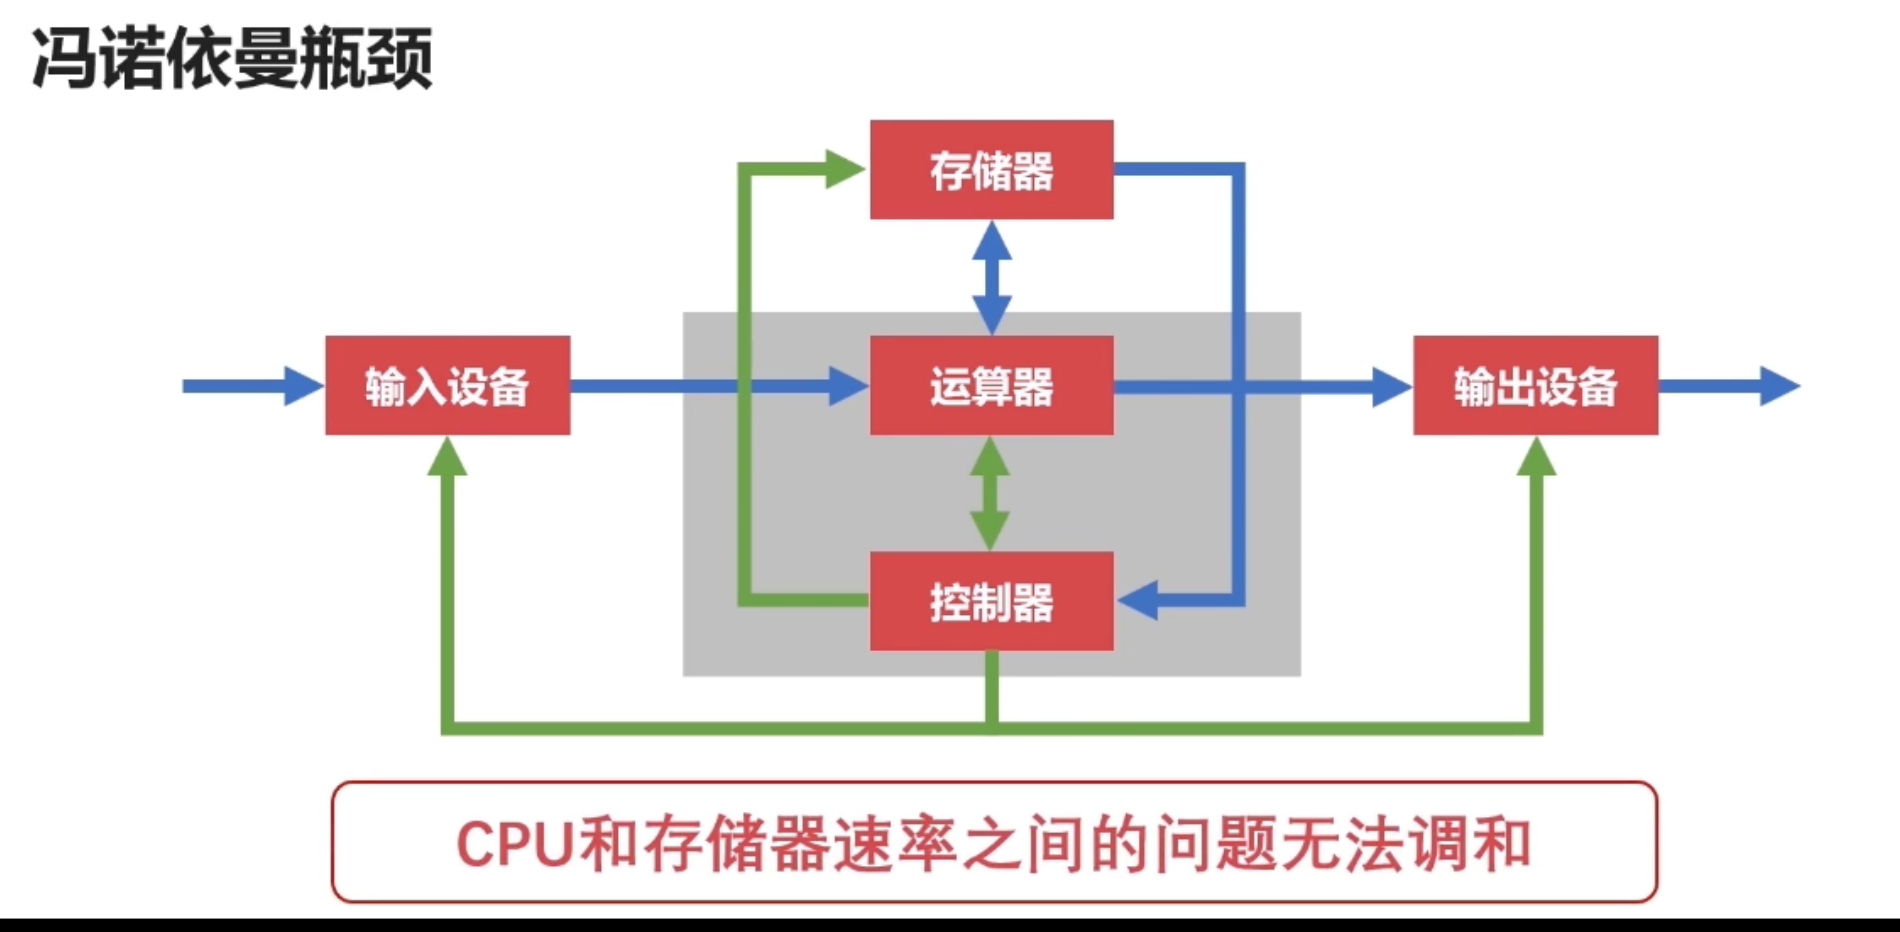 冯诺依曼瓶颈
存储器
输入设备
运算器
输出设备
控制器
CPU和存储器速率之间的问题无法调和